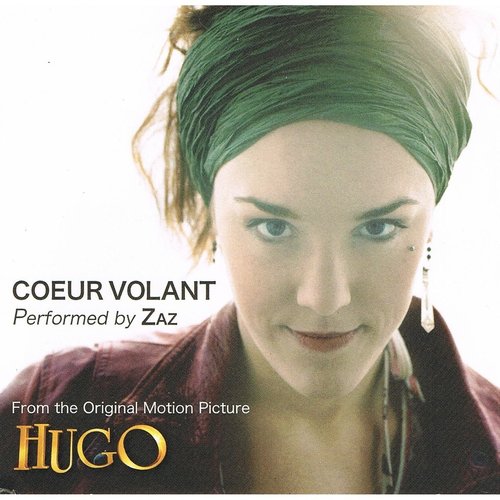 COEUR VOLANT
Performed by ZAZ
From the Original Motion Picture
HUGO